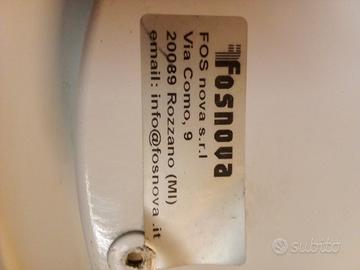 fosnova
FOS nova s.r.l
Via Como, 9
20089 Rozzano (MI)
email: info@fosnova .it
subito